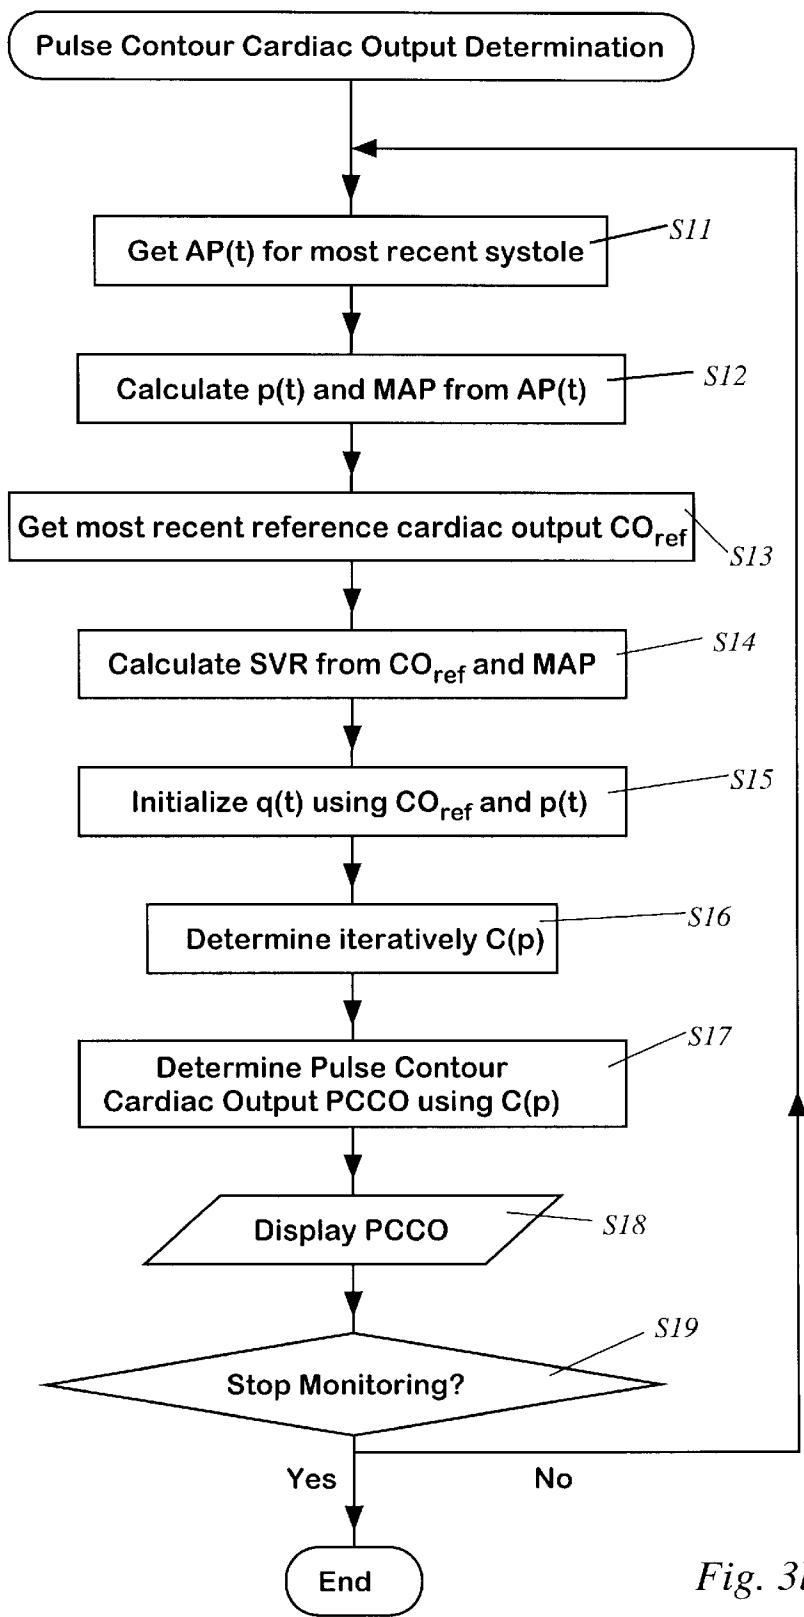 Pulse Contour Cardiac Output Determination
Get AP(t) for most recent systole
S11
Calculate p(t) and MAP from AP(t)
S12
Get most recent reference cardiac output COref
S13
Calculate SVR from COref and MAP
S14
Initialize q(t) using COref and p(t)
S15
Determine iteratively C(p)
S16
Determine Pulse Contour
Cardiac Output PCCO using C(p)
S17
Display PCCO
S18
Stop Monitoring?
S19
Yes
No
End
Fig.